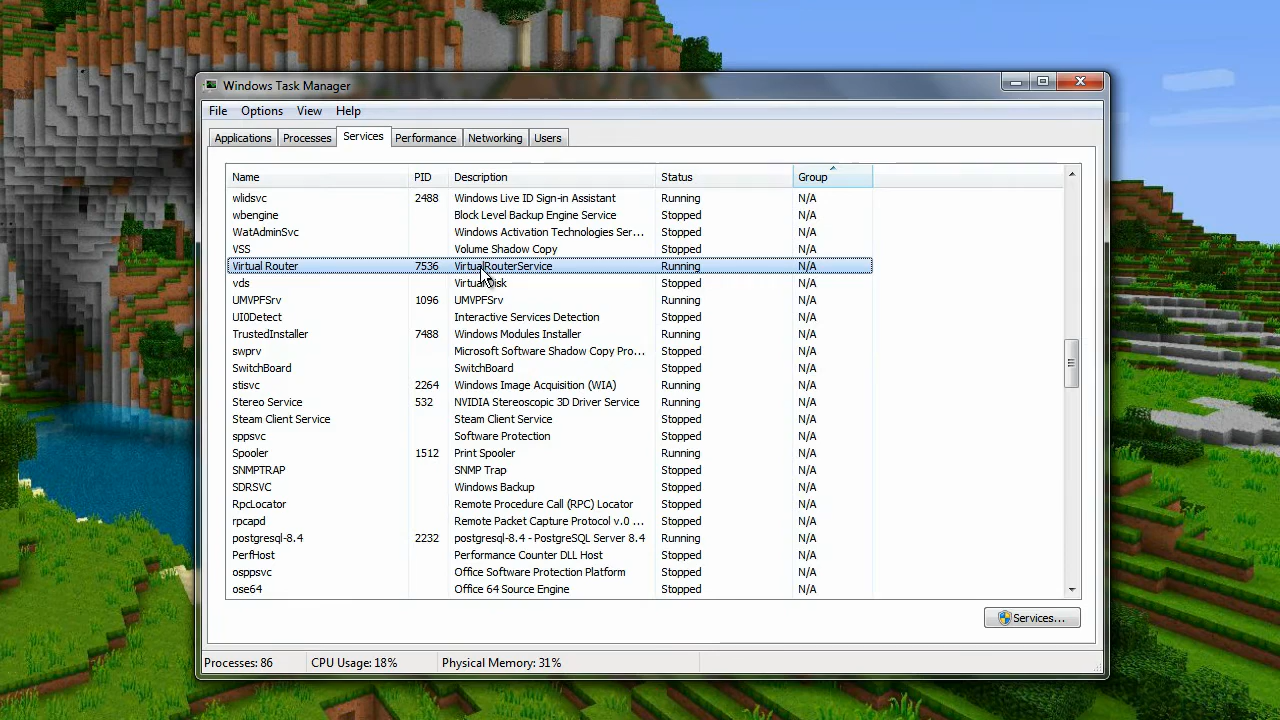 Windows Task Manager
File Options View Help
Applications Processes Services Performance Networking Users
Name PID Description Status Group
wlidsvc 2488 Windows Live ID Sign-in Assistant Running N/A
wbengine Block Level Backup Engine Service Stopped N/A
WatAdminSvc Windows Activation Technologies Ser... Stopped N/A
VSS Volume Shadow Copy Stopped N/A
Virtual Router 7536 VirtualRouterService Running N/A
vds Virtual Disk Stopped N/A
UMVPFSrv 1096 UMVPFSrv Running N/A
UI0Detect Interactive Services Detection Stopped N/A
TrustedInstaller 7488 Windows Modules Installer Running N/A
swprv Microsoft Software Shadow Copy Pro... Stopped N/A
SwitchBoard SwitchBoard Stopped N/A
stisvc 2264 Windows Image Acquisition (WIA) Running N/A
Stereo Service 532 NVIDIA Stereoscopic 3D Driver Service Running N/A
Steam Client Service Steam Client Service Stopped N/A
sppsvc Software Protection Stopped N/A
Spooler 1512 Print Spooler Running N/A
SNMPTRAP SNMP Trap Stopped N/A
SDRSVC Windows Backup Stopped N/A
RpcLocator Remote Procedure Call (RPC) Locator Stopped N/A
rpcapd Remote Packet Capture Protocol v.0 ... Stopped N/A
postgresql-8.4 2232 postgresql-8.4 - PostgreSQL Server 8.4 Running N/A
PerfHost Performance Counter DLL Host Stopped N/A
osppsvc Office Software Protection Platform Stopped N/A
ose64 Office 64 Source Engine Stopped N/A
Services...
Processes: 86 CPU Usage: 18% Physical Memory: 31%